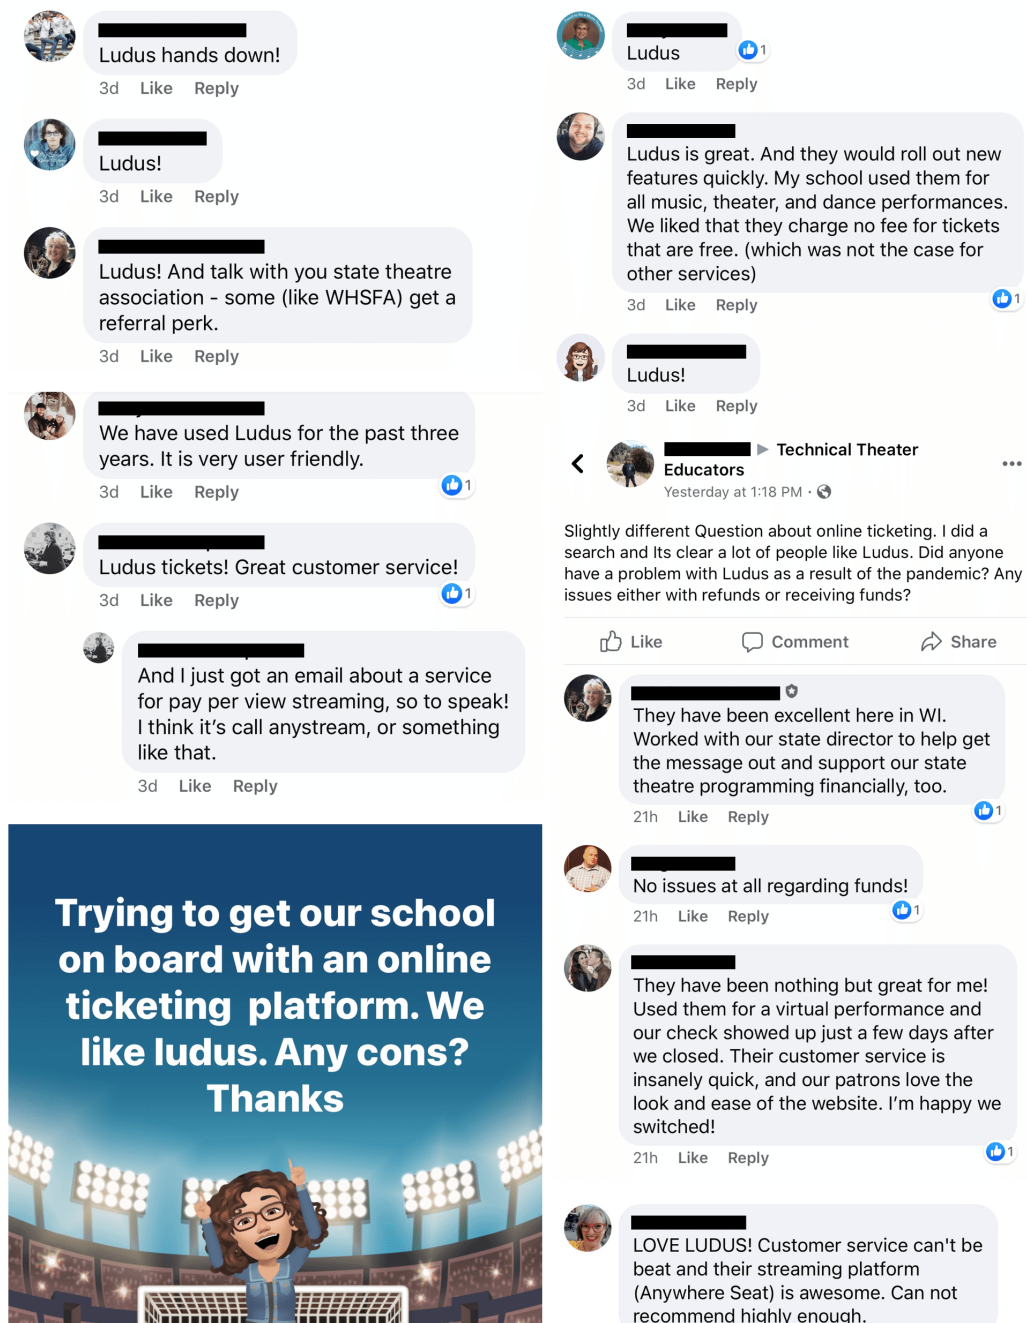 Ludus hands down!
3d Like Reply
Ludus!
3d Like Reply
Ludus! And talk with you state theatre
association - some (like WHSFA) get a
referral perk.
3d Like Reply
We have used Ludus for the past three
years. It is very user friendly.
1
3d Like Reply
Ludus tickets! Great customer service!
1
3d Like Reply
And I just got an email about a service
for pay per view streaming, so to speak!
I think it's call anystream, or something
like that.
3d Like Reply
Trying to get our school
on board with an online
ticketing platform. We
like ludus. Any cons?
Thanks
Ludus
1
3d Like Reply
Ludus is great. And they would roll out new
features quickly. My school used them for
all music, theater, and dance performances.
We liked that they charge no fee for tickets
that are free. (which was not the case for
other services)
1
3d Like Reply
Ludus!
3d Like Reply
Technical Theater
Educators
Yesterday at 1:18 PM ·
Slightly different Question about online ticketing. I did a
search and Its clear a lot of people like Ludus. Did anyone
have a problem with Ludus as a result of the pandemic? Any
issues either with refunds or receiving funds?
Like Comment Share
They have been excellent here in WI.
Worked with our state director to help get
the message out and support our state
theatre programming financially, too.
1
21h Like Reply
No issues at all regarding funds!
1
21h Like Reply
They have been nothing but great for me!
Used them for a virtual performance and
our check showed up just a few days after
we closed. Their customer service is
insanely quick, and our patrons love the
look and ease of the website. I'm happy we
switched!
1
21h Like Reply
LOVE LUDUS! Customer service can't be
beat and their streaming platform
(Anywhere Seat) is awesome. Can not
recommend highly enough.